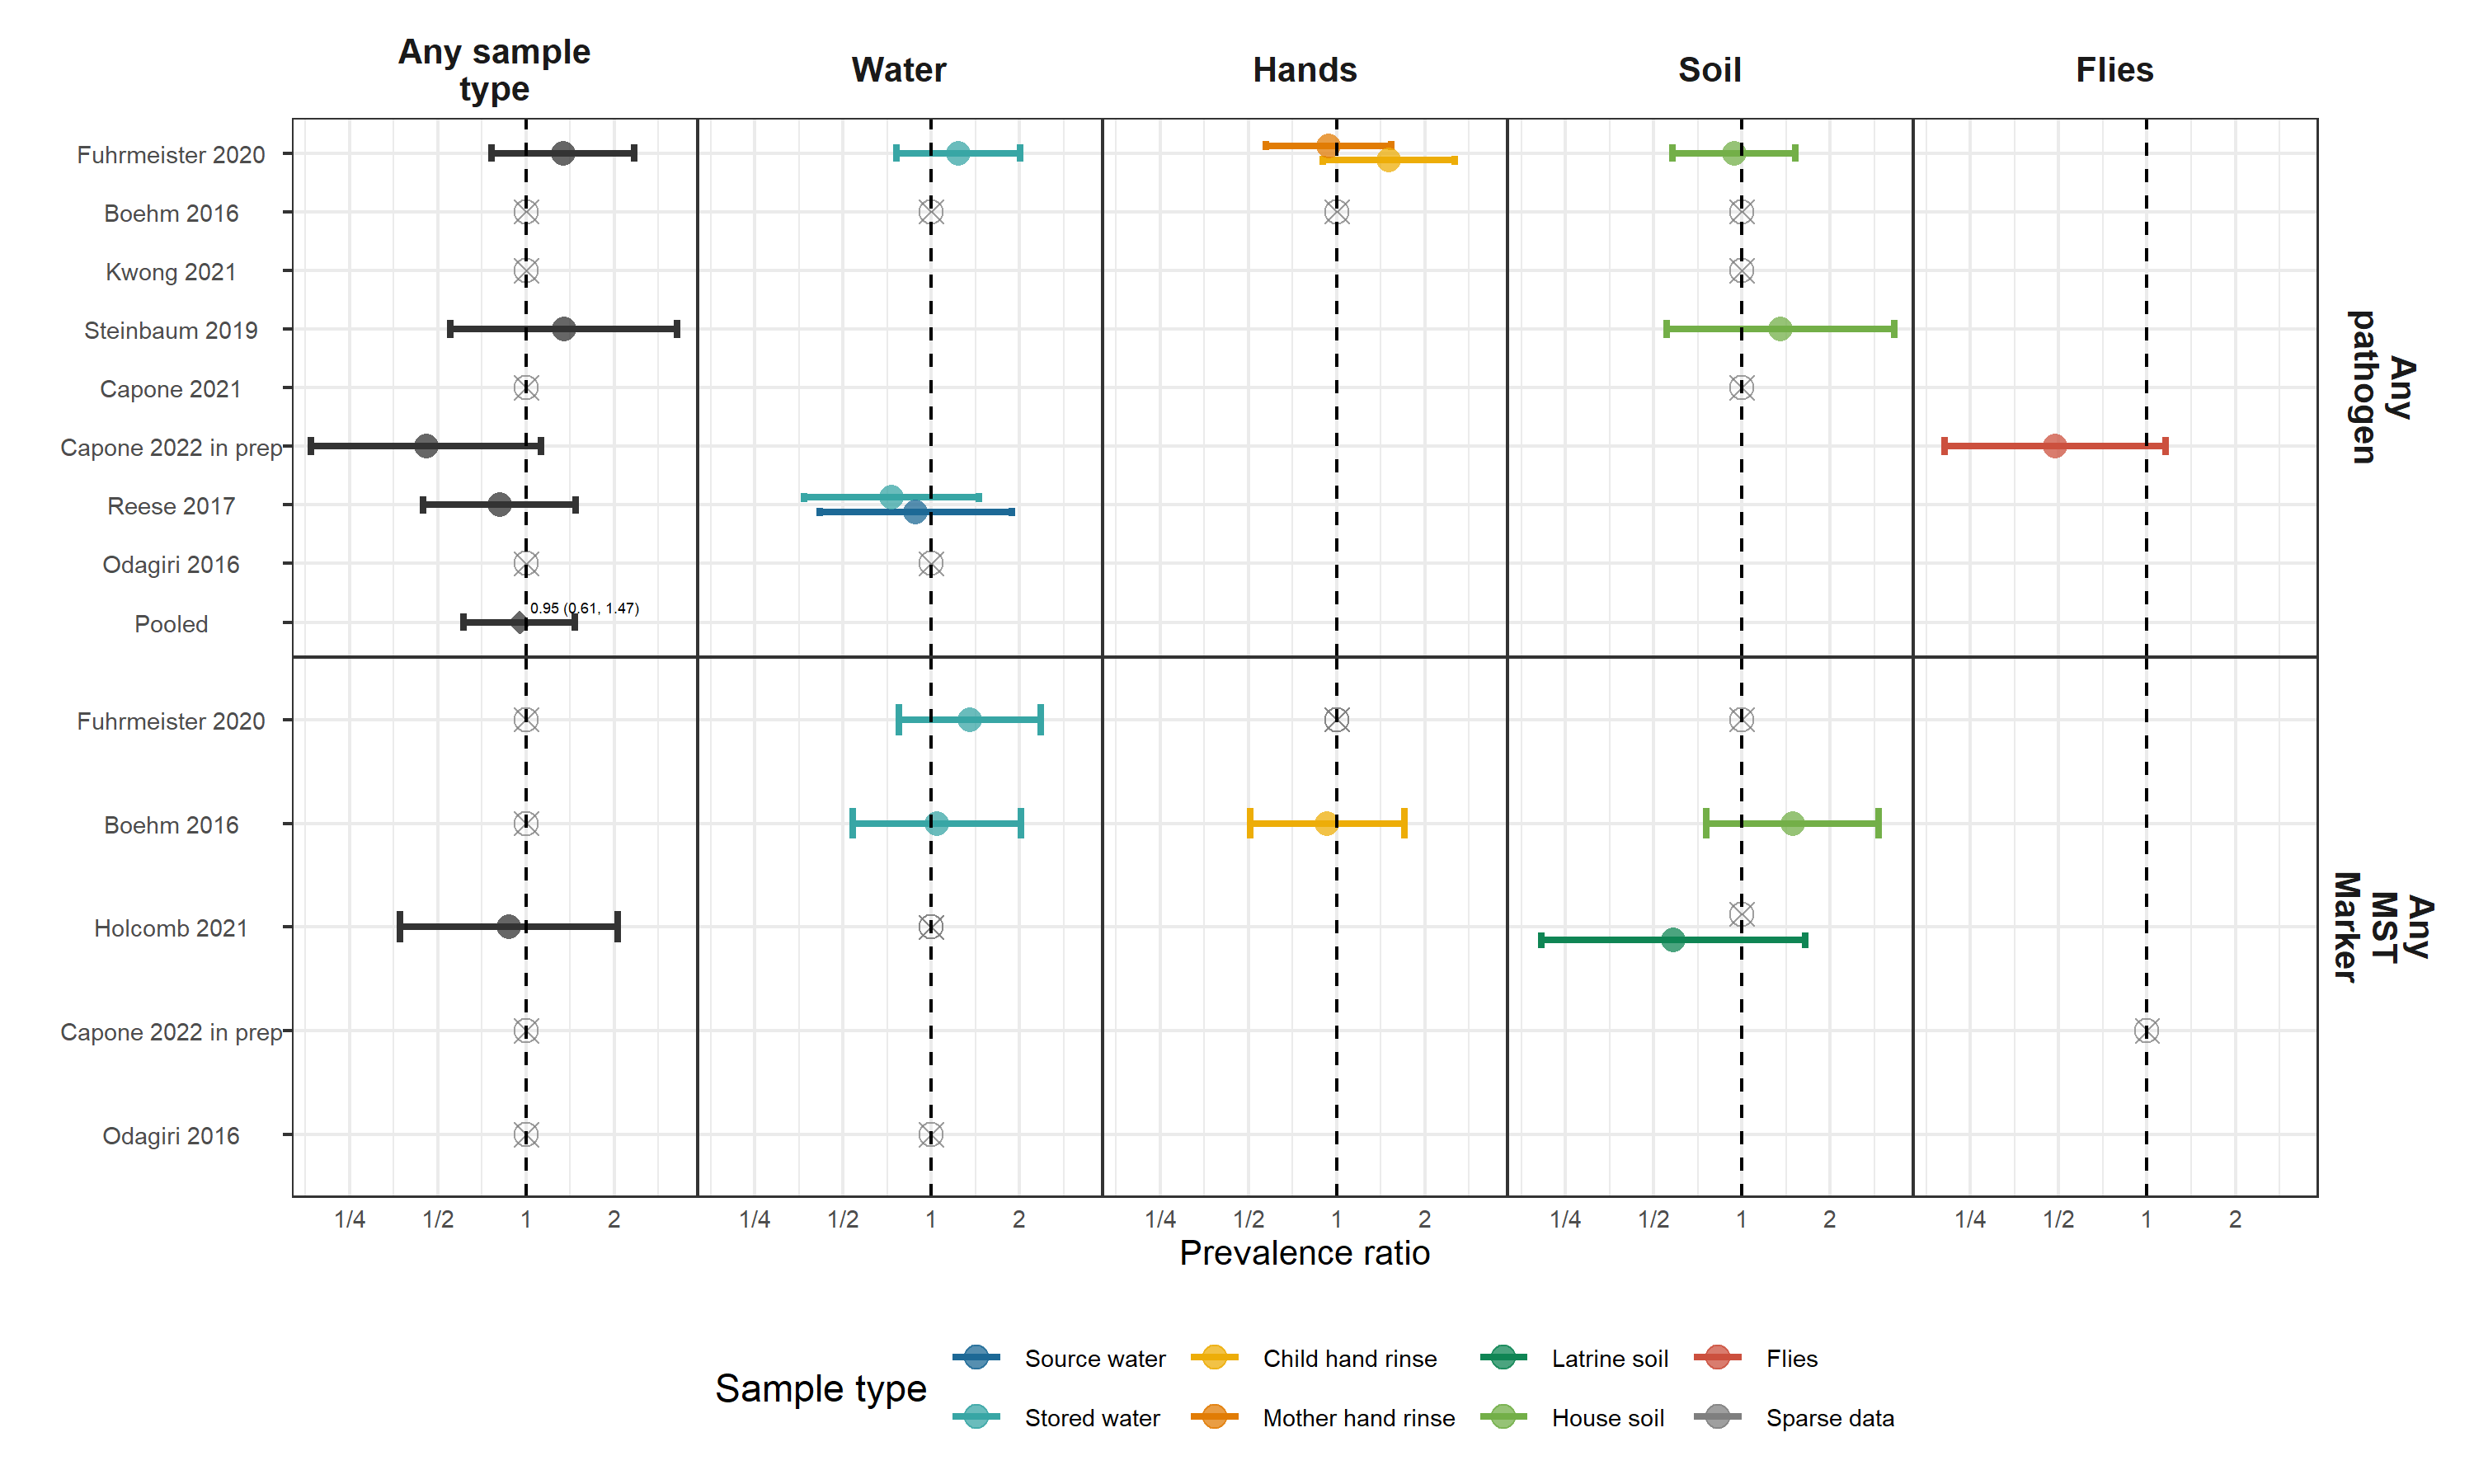 Any sample
type
Water
Hands
Soil
Flies
Fuhrmeister 2020
Boehm 2016
Kwong 2021
Steinbaum 2019
Capone 2021
Capone 2022 in prep
Reese 2017
Odagiri 2016
Pooled
0.95 (0.61, 1.47)
Any
pathogen
Fuhrmeister 2020
Boehm 2016
Holcomb 2021
Capone 2022 in prep
Odagiri 2016
Any
MST
Marker
1/4 1/2 1 2
1/4 1/2 1 2
1/4 1/2 1 2
1/4 1/2 1 2
1/4 1/2 1 2
Prevalence ratio
Sample type
Source water
Child hand rinse
Latrine soil
Flies
Stored water
Mother hand rinse
House soil
Sparse data